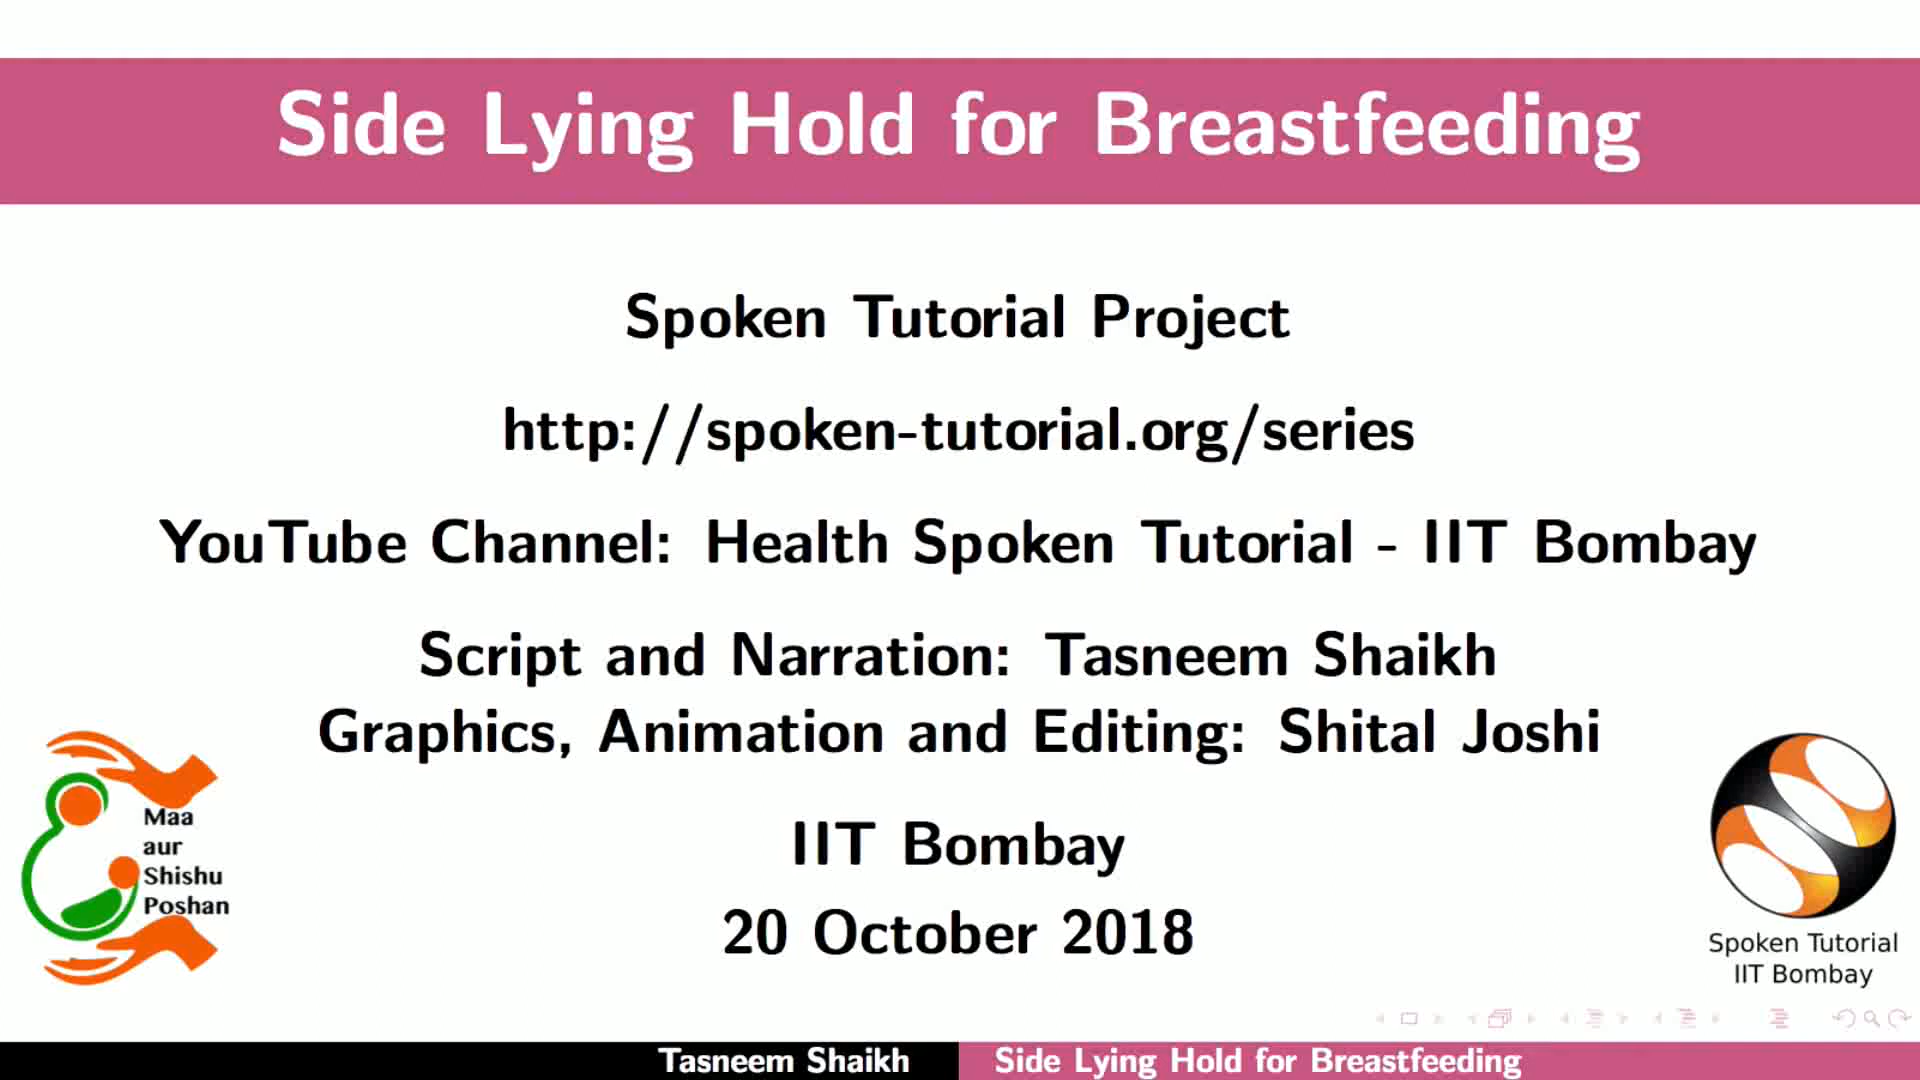 Side Lying Hold for Breastfeeding
Spoken Tutorial Project
http://spoken-tutorial.org/series
YouTube Channel: Health Spoken Tutorial - IIT Bombay
Script and Narration: Tasneem Shaikh
Graphics, Animation and Editing: Shital Joshi
IIT Bombay
20 October 2018
Maa
aur
Shishu
Poshan
Spoken Tutorial
IIT Bombay
Tasneem Shaikh
Side Lying Hold for Breastfeeding